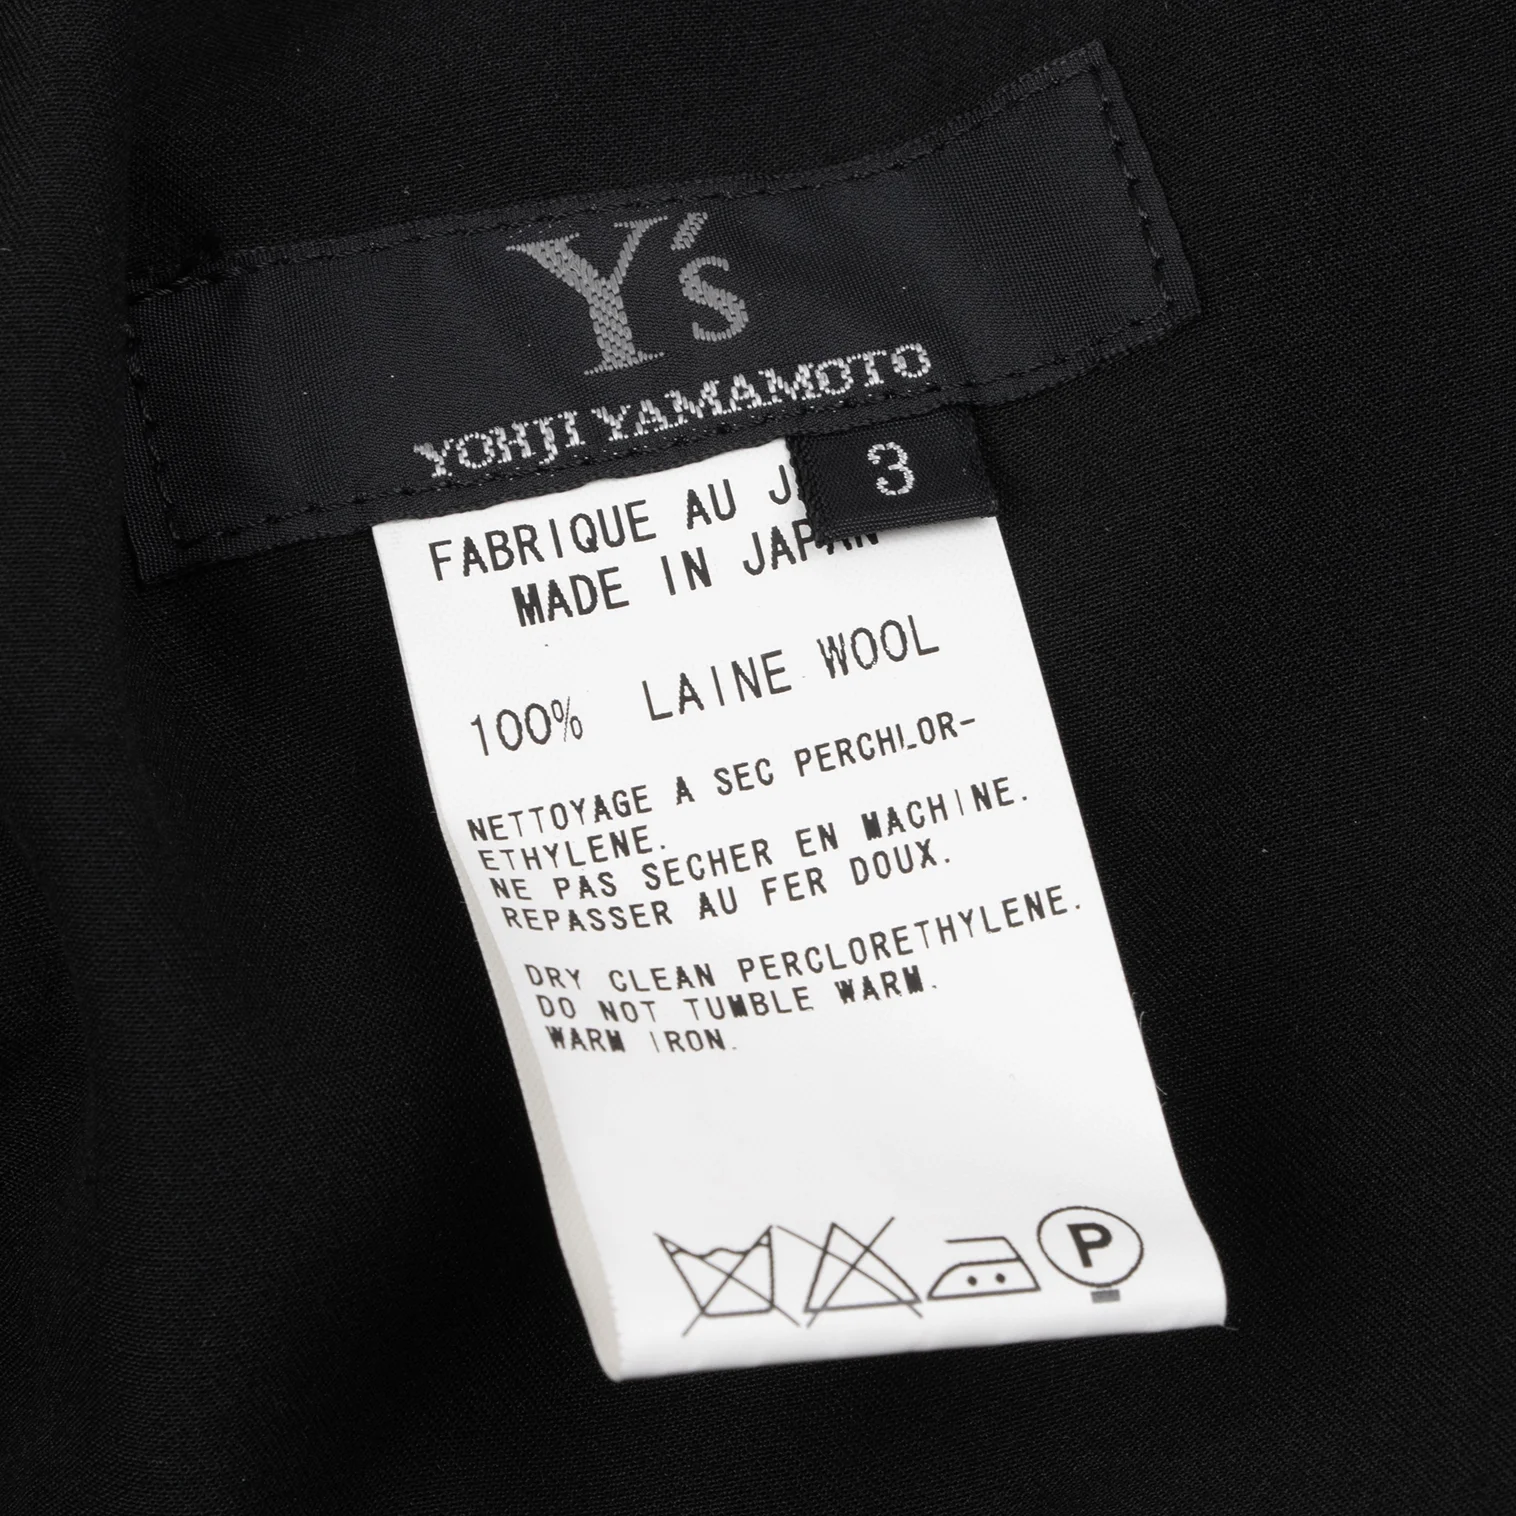 Y's
YOHJI YAMAMOTO
3
FABRIQUE AU
MADE IN JAPAN
100% LAINE WOOL
NETTOYAGE A SEC PERCHLOR-
ETHYLENE.
NE PAS SECHER EN MACHINE.
REPASSER AU FER DOUX.
DRY CLEAN PERCLORETHYLENE.
DO NOT TUMBLE WARM.
WARM IRON.
P